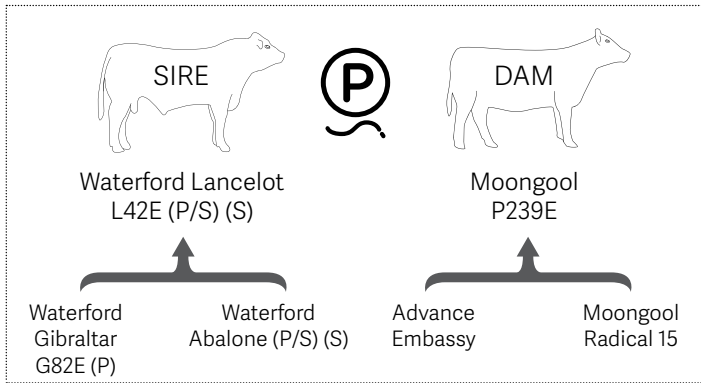 SIRE
P
DAM
Waterford Lancelot
L42E (P/S) (S)
Moongool
P239E
Waterford
Gibraltar
G82E (P)
Waterford
Abalone (P/S) (S)
Advance
Embassy
Moongool
Radical 15